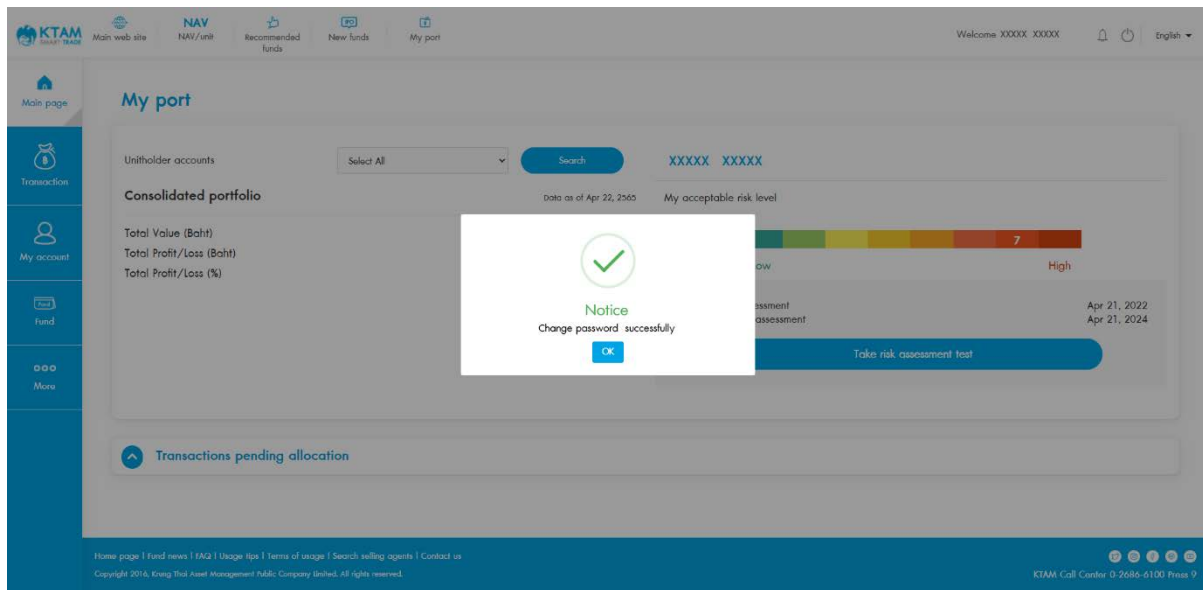 KTAM
SMART TRADE
Main web site
NAV
NAV/unit
Recommended
funds
IPO
New funds
My port
Welcome XXXXX XXXXX
English
Main page
Transaction
My account
Fund
Fund
More
My port
Unitholder accounts
Select All
Search
XXXXX XXXXX
Consolidated portfolio
Data as of Apr 22, 2565
My acceptable risk level
Total Value (Baht)
Total Profit/Loss (Baht)
Total Profit/Loss (%)
7
High
Apr 21, 2022
assessment
Apr 21, 2024
Take risk assessment test
Notice
Change password successfully
OK
Transactions pending allocation
Home page | Fund news | FAQ | Usage tips | Terms of usage | Search selling agents | Contact us
Copyright 2016, Krung Thai Asset Management Public Company Limited. All rights reserved.
KTAM Call Center 0-2686-6100 Press 9